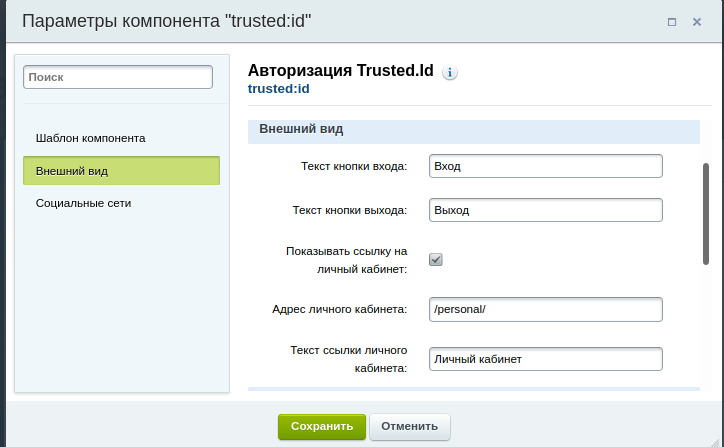 Параметры компонента "trusted:id"
Поиск
Шаблон компонента
Внешний вид
Социальные сети
Авторизация Trusted.Id
trusted:id
Внешний вид
Текст кнопки входа:
Вход
Текст кнопки выхода:
Выход
Показывать ссылку на
личный кабинет:
Адрес личного кабинета:
/personal/
Текст ссылки личного
кабинета:
Личный кабинет
Сохранить
Отменить